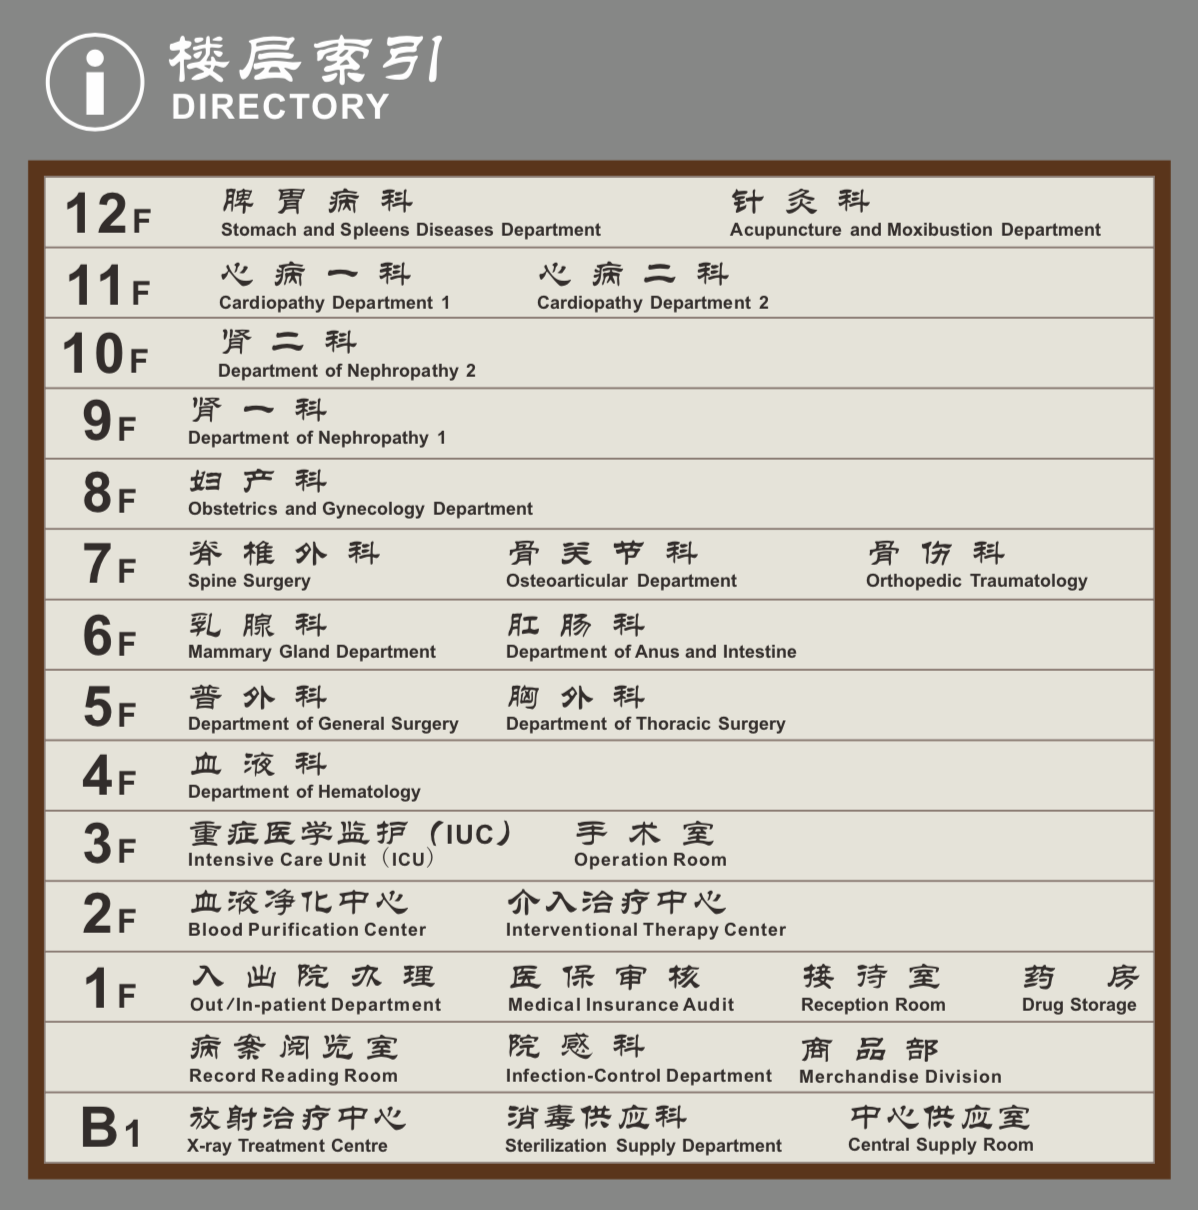 楼层索引
DIRECTORY
12F 脾胃病科 针灸科
Stomach and Spleens Diseases Department Acupuncture and Moxibustion Department
11F 心病一科 心病二科
Cardiopathy Department 1 Cardiopathy Department 2
10F 肾二科
Department of Nephropathy 2
9F 肾一科
Department of Nephropathy 1
8F 妇产科
Obstetrics and Gynecology Department
7F 脊椎外科 骨关节科 骨伤科
Spine Surgery Osteoarticular Department Orthopedic Traumatology
6F 乳腺科 肛肠科
Mammary Gland Department Department of Anus and Intestine
5F 普外科 胸外科
Department of General Surgery Department of Thoracic Surgery
4F 血液科
Department of Hematology
3F 重症医学监护（IUC） 手术室
Intensive Care Unit（ICU） Operation Room
2F 血液净化中心 介入治疗中心
Blood Purification Center Interventional Therapy Center
1F 入出院办理 医保审核 接待室 药房
Out/In-patient Department Medical Insurance Audit Reception Room Drug Storage
病案阅览室 院感科 商品部
Record Reading Room Infection-Control Department Merchandise Division
B1 放射治疗中心 消毒供应科 中心供应室
X-ray Treatment Centre Sterilization Supply Department Central Supply Room